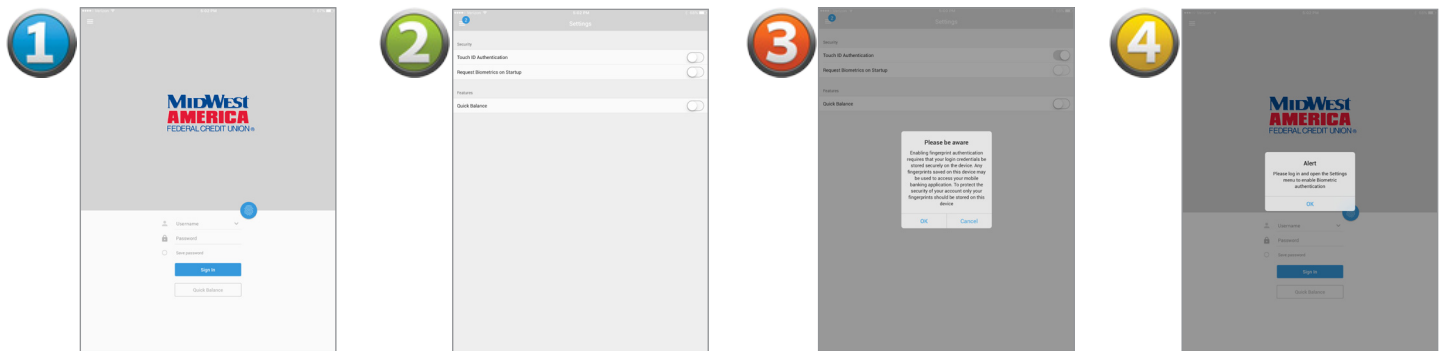 1
MIDWEST
AMERICA
FEDERAL CREDIT UNION®
Username
Password
Save password
Sign in
Quick Balance
2
Settings
Security
Touch ID Authentication
Request Biometrics on Startup
Features
Quick Balance
3
2
Settings
Security
Touch ID Authentication
Request Biometrics on Startup
Features
Quick Balance
Please be aware
Enabling fingerprint authentication
requires that your login credentials be
stored securely on the device. Any
fingerprints saved on this device may
be used to access your mobile
banking application. To protect the
security of your account only your
fingerprints should be stored on this
device
OK Cancel
4
MIDWEST
AMERICA
FEDERAL CREDIT UNION®
Alert
Please log in and open the Settings
menu to enable Biometric
authentication
OK
Username
Password
Save password
Sign in
Quick Balance